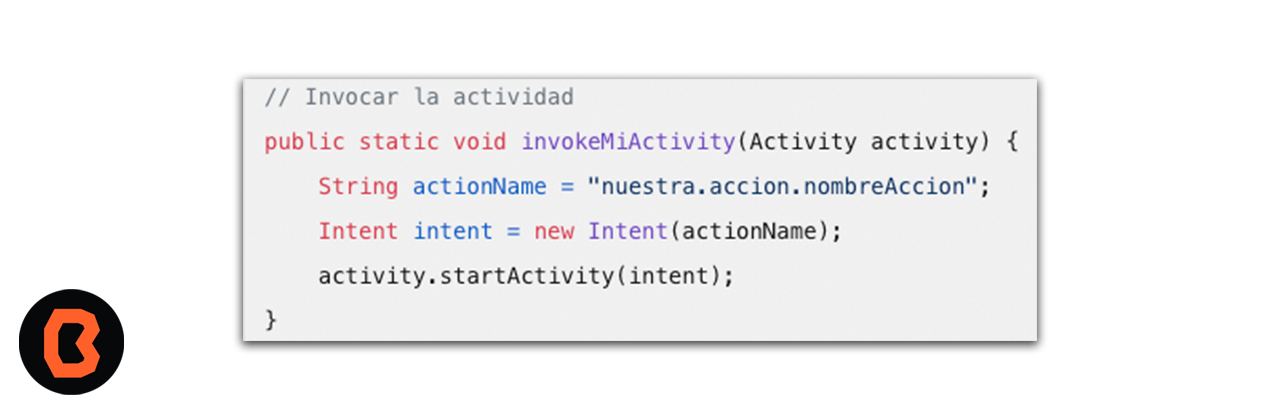 // Invocar la actividad
public static void invokeMiActivity(Activity activity) {
    String actionName = "nuestra.accion.nombreAccion";
    Intent intent = new Intent(actionName);
    activity.startActivity(intent);
}